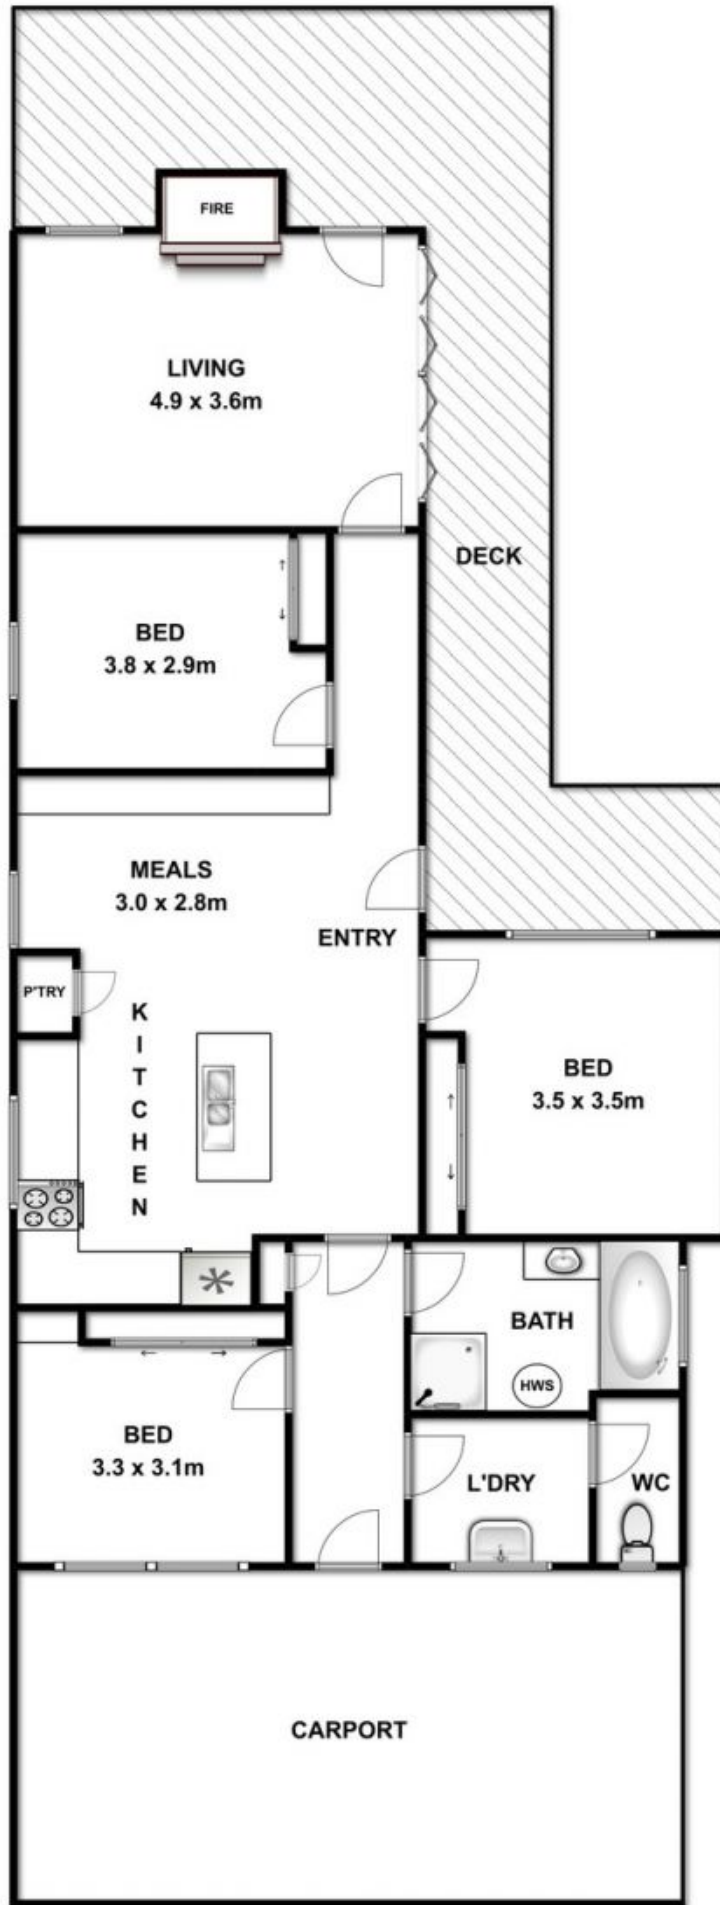 FIRE
LIVING
4.9 x 3.6m
DECK
BED
3.8 x 2.9m
MEALS
3.0 x 2.8m
ENTRY
P'TRY
KITCHEN
BED
3.5 x 3.5m
BATH
HWS
BED
3.3 x 3.1m
L'DRY
WC
CARPORT